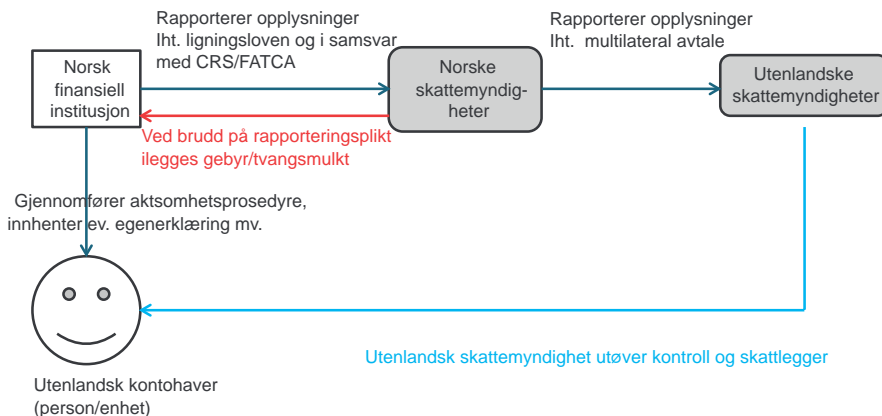 Rapporterer opplysninger
Iht. ligningsloven og i samsvar
med CRS/FATCA
Rapporterer opplysninger
Iht.  multilateral avtale
Norsk
finansiell
institusjon
Norske
skattemyndig-
heter
Utenlandske
skattemyndigheter
Ved brudd på rapporteringsplikt
ilegges gebyr/tvangsmulkt
Gjennomfører aktsomhetsprosedyre,
innhenter ev. egenerklæring mv.
Utenlandsk skattemyndighet utøver kontroll og skattlegger
Utenlandsk kontohaver
(person/enhet)